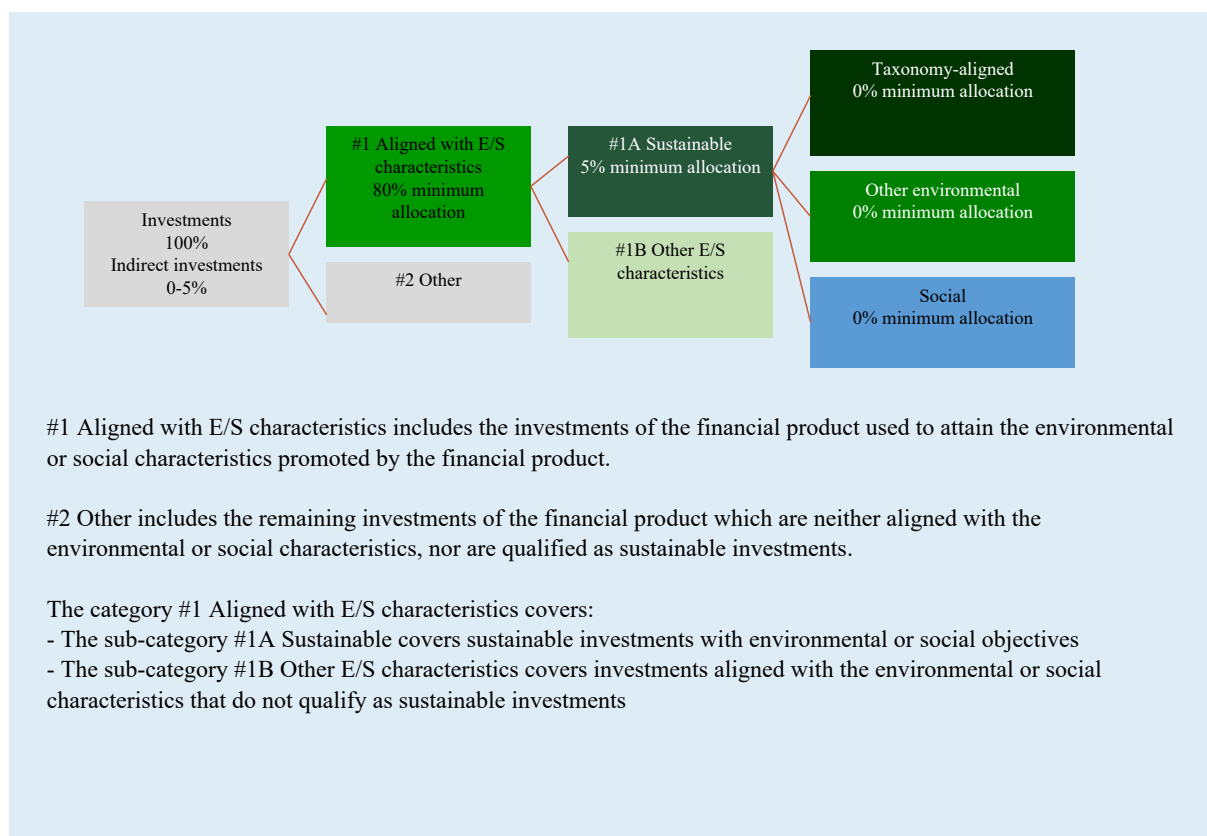 Investments
100%
Indirect investments
0-5%
#1 Aligned with E/S
characteristics
80% minimum
allocation
#2 Other
#1A Sustainable
5% minimum allocation
#1B Other E/S
characteristics
Taxonomy-aligned
0% minimum allocation
Other environmental
0% minimum allocation
Social
0% minimum allocation
#1 Aligned with E/S characteristics includes the investments of the financial product used to attain the environmental
or social characteristics promoted by the financial product.
#2 Other includes the remaining investments of the financial product which are neither aligned with the
environmental or social characteristics, nor are qualified as sustainable investments.
The category #1 Aligned with E/S characteristics covers:
- The sub-category #1A Sustainable covers sustainable investments with environmental or social objectives
- The sub-category #1B Other E/S characteristics covers investments aligned with the environmental or social
characteristics that do not qualify as sustainable investments